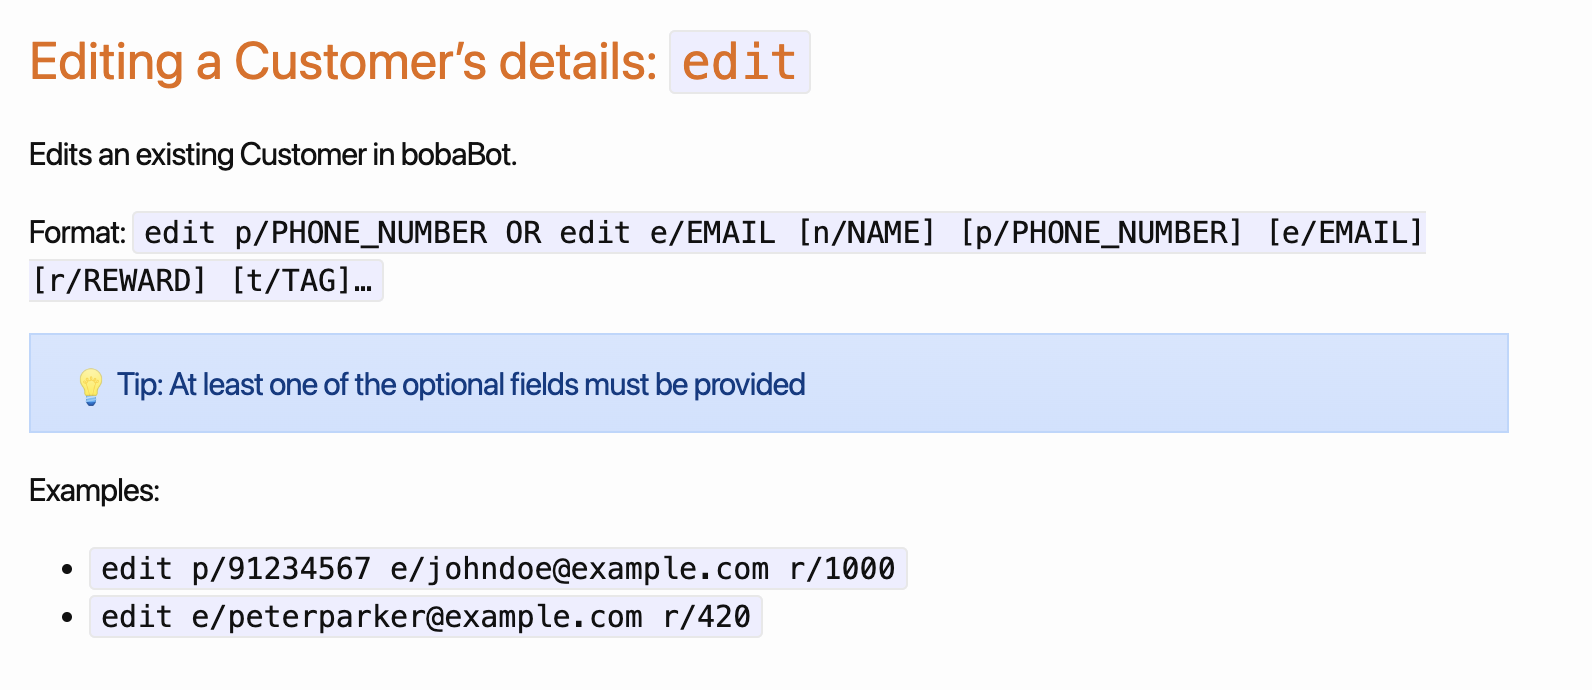 Editing a Customer’s details: edit
Edits an existing Customer in bobaBot.
Format: edit p/PHONE_NUMBER OR edit e/EMAIL [n/NAME] [p/PHONE_NUMBER] [e/EMAIL]
[r/REWARD] [t/TAG]…
💡 Tip: At least one of the optional fields must be provided
Examples:
• edit p/91234567 e/johndoe@example.com r/1000
• edit e/peterparker@example.com r/420